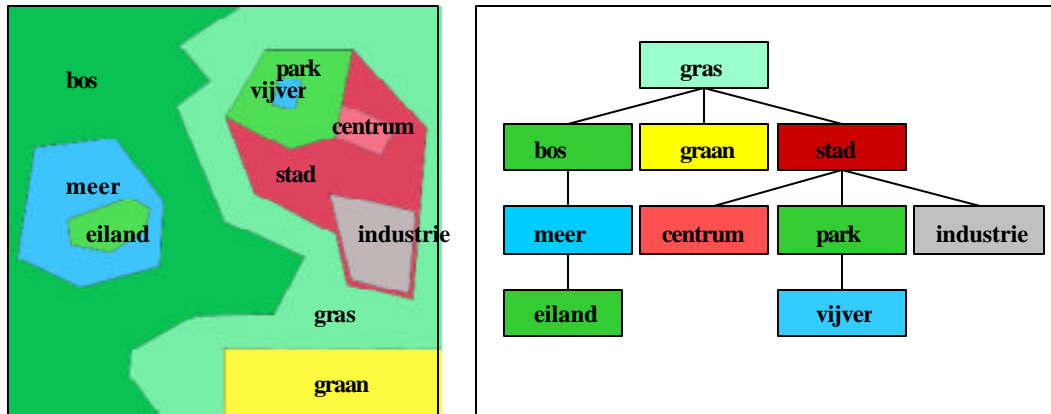 park
bos
vijver
centrum
stad
meer
eiland
industrie
gras
graan
gras
bos graan stad
meer centrum park industrie
eiland vijver